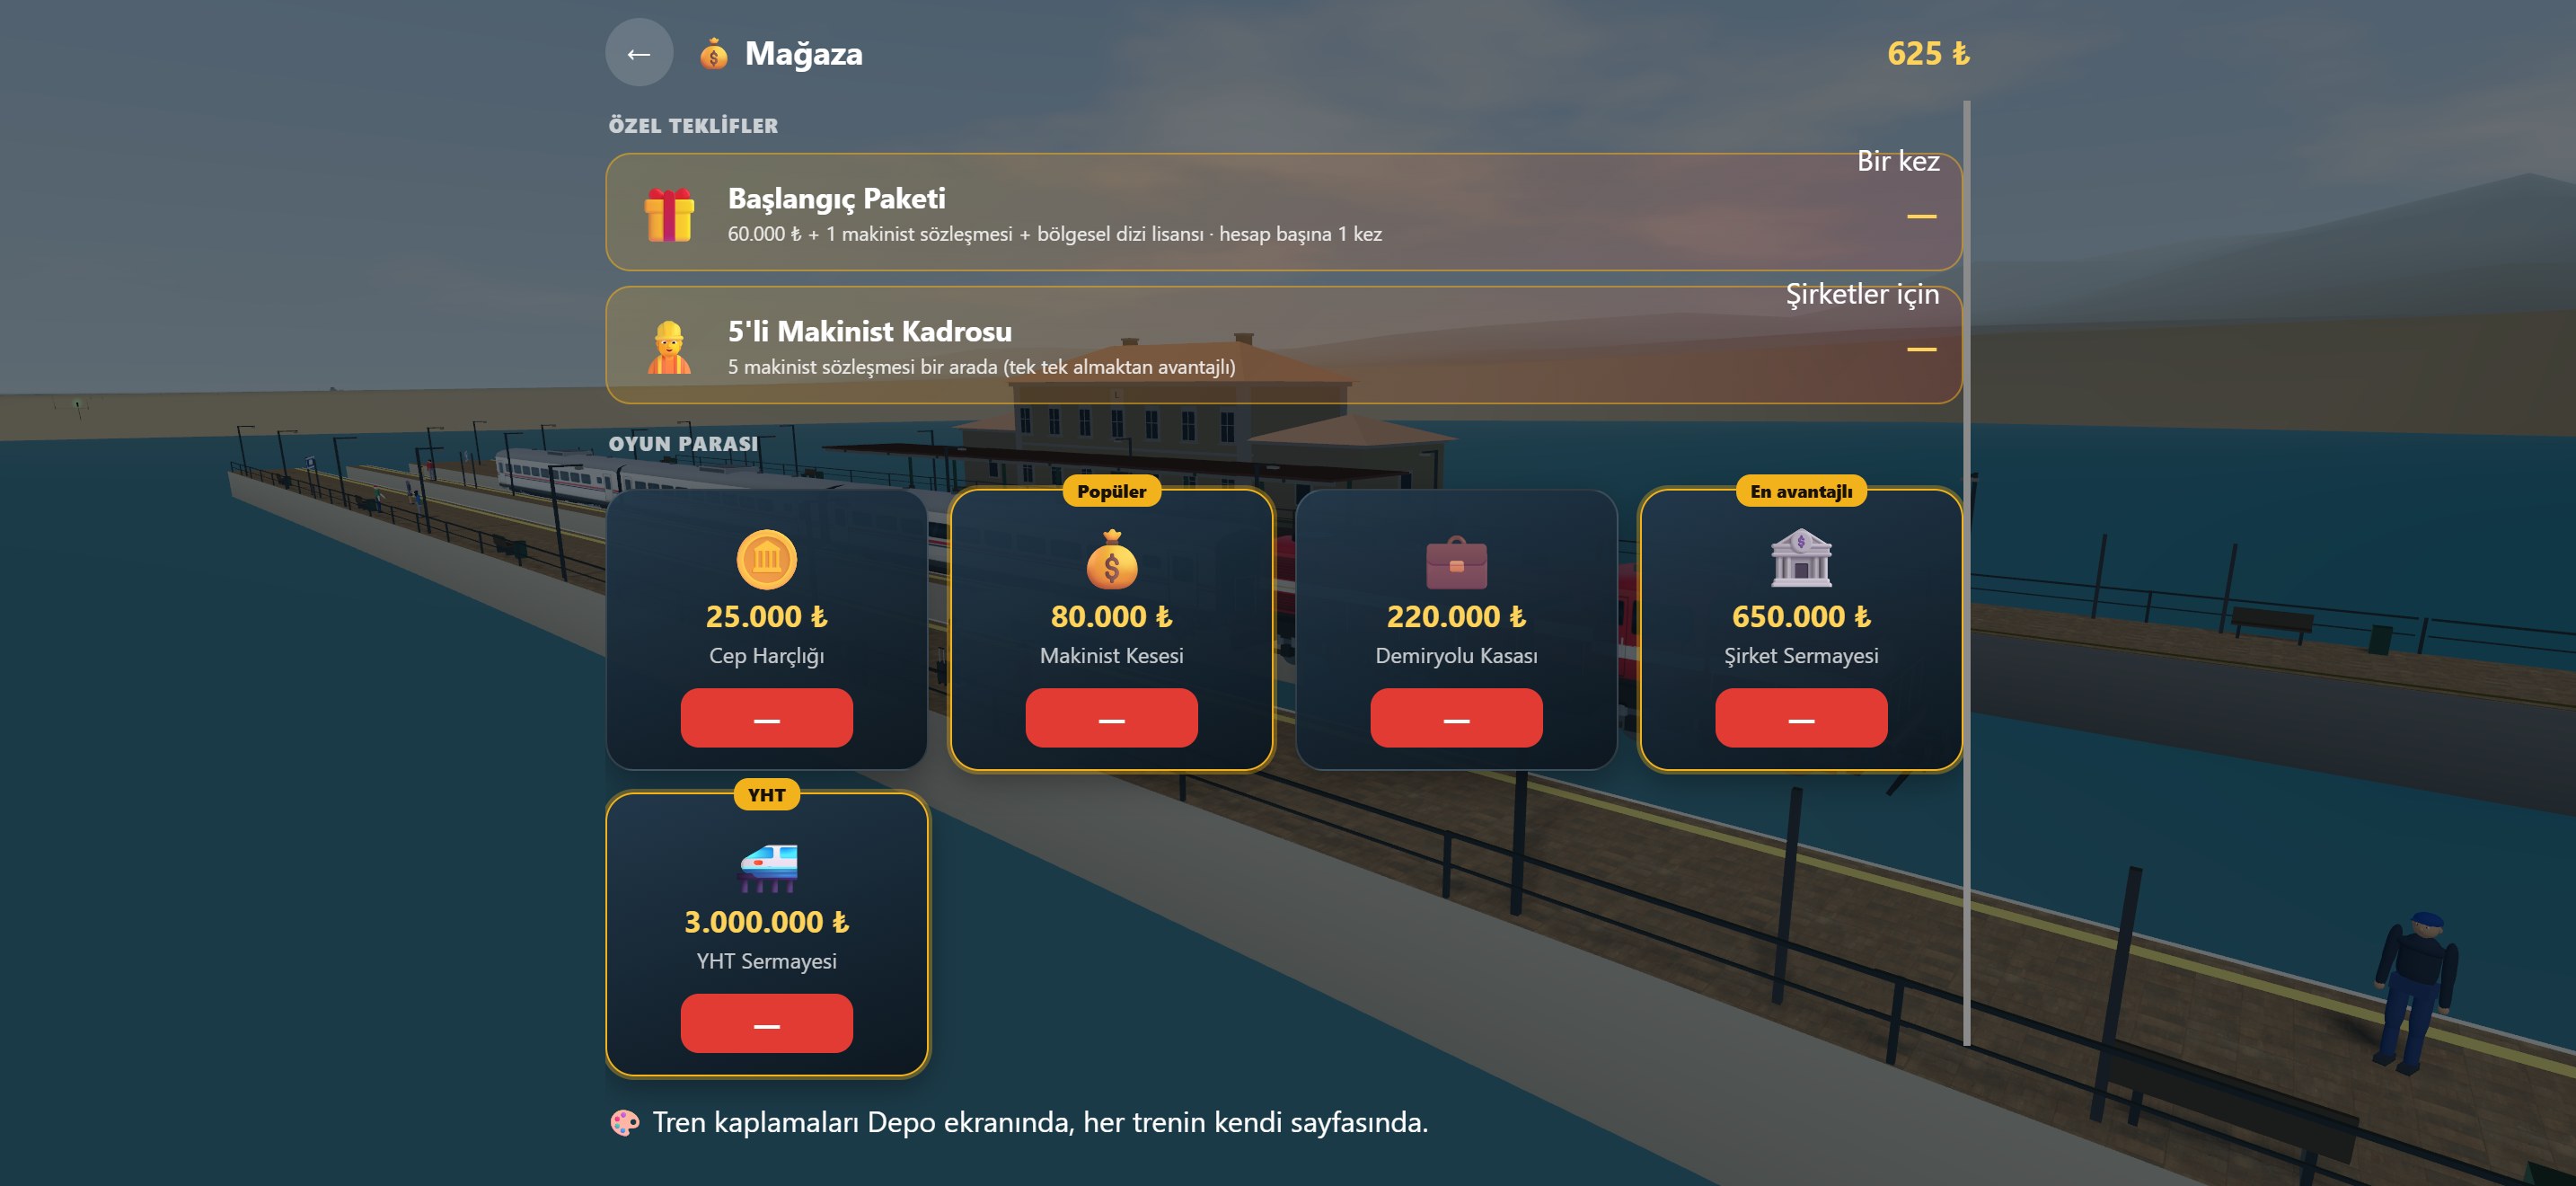 ← 💰 Mağaza 625 ₺
ÖZEL TEKLİFLER
Bir kez
Başlangıç Paketi
60.000 ₺ + 1 makinist sözleşmesi + bölgesel dizi lisansı · hesap başına 1 kez
—
Şirketler için
5'li Makinist Kadrosu
5 makinist sözleşmesi bir arada (tek tek almaktan avantajlı)
—
OYUN PARASI
25.000 ₺
Cep Harçlığı
—
Popüler
80.000 ₺
Makinist Kesesi
—
220.000 ₺
Demiryolu Kasası
—
En avantajlı
650.000 ₺
Şirket Sermayesi
—
YHT
3.000.000 ₺
YHT Sermayesi
—
🎨 Tren kaplamaları Depo ekranında, her trenin kendi sayfasında.